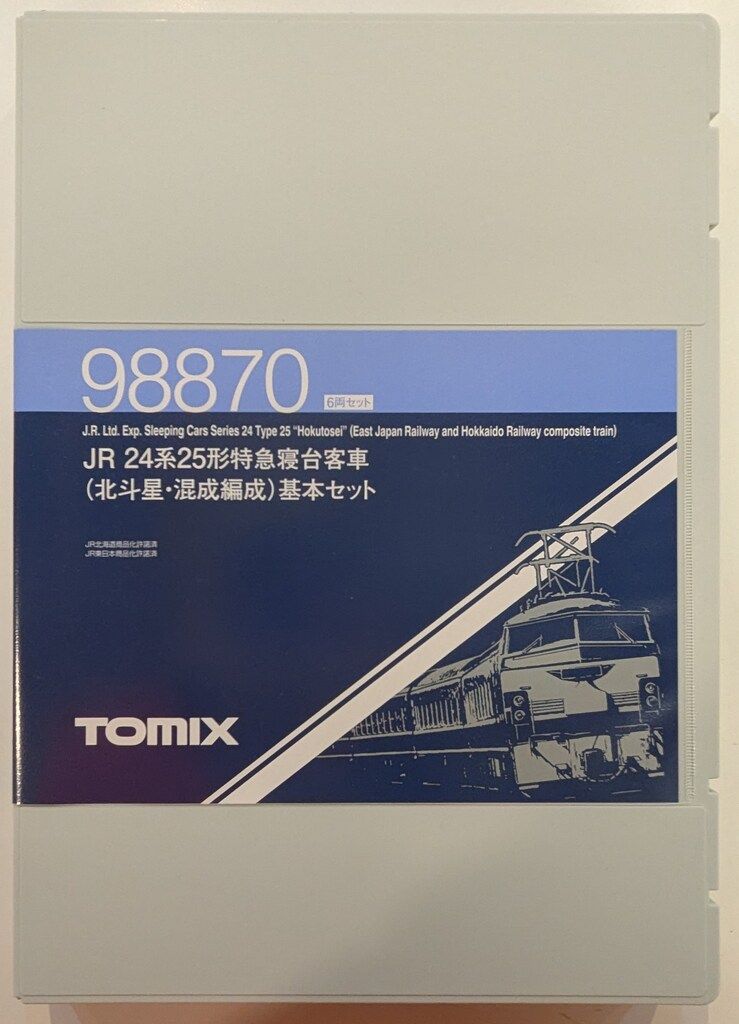 98870
6両セット
J.R. Ltd. Exp. Sleeping Cars Series 24 Type 25 "Hokutosei" (East Japan Railway and Hokkaido Railway composite train)
JR 24系25形特急寝台客車
(北斗星・混成編成)基本セット
JR北海道商品化許諾済
JR東日本商品化許諾済
TOMIX